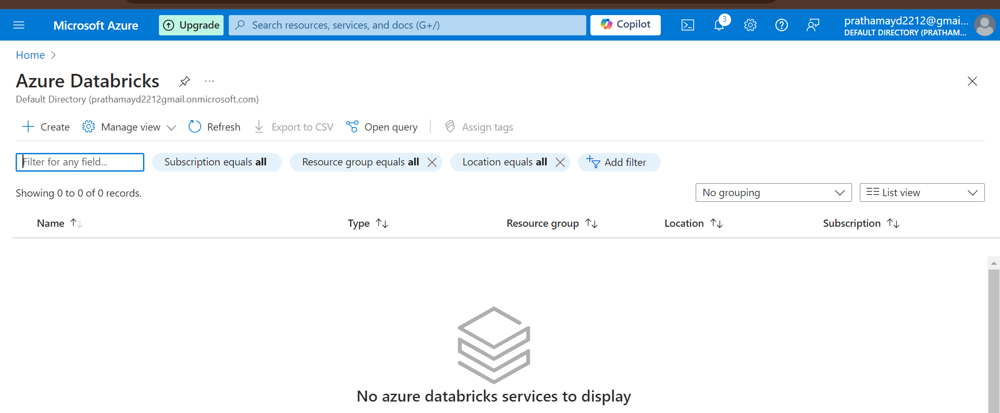 Microsoft Azure
Upgrade
Search resources, services, and docs (G+/)
Copilot
3
prathamayd2212@gmai...
DEFAULT DIRECTORY (PRATHAM...
Home
Azure Databricks
Default Directory (prathamayd2212gmail.onmicrosoft.com)
Create
Manage view
Refresh
Export to CSV
Open query
Assign tags
Filter for any field...
Subscription equals all
Resource group equals all
Location equals all
Add filter
Showing 0 to 0 of 0 records.
No grouping
List view
Name
Type
Resource group
Location
Subscription
No azure databricks services to display